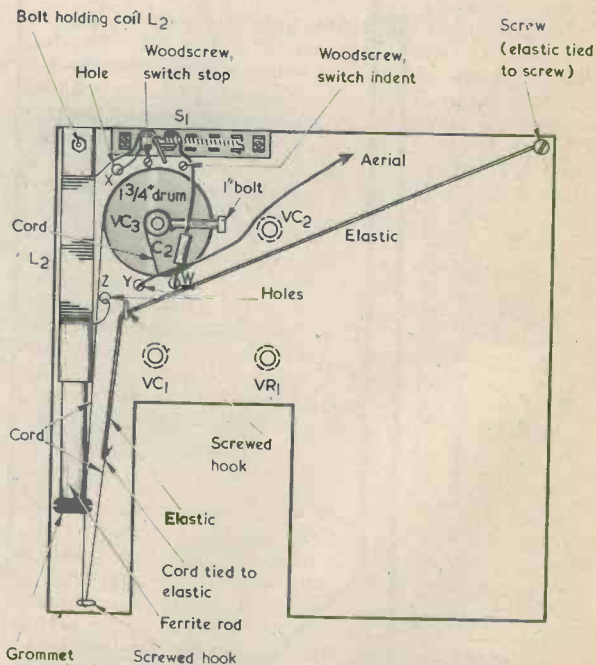 Bolt holding coil L2
Screw
(elastic tied
to screw)
Woodscrew,
switch stop
Woodscrew,
switch indent
Hole
S1
X
Aerial
1 3/4" drum
1" bolt
VC3
VC2
Cord
C2
Elastic
L2
Y
W
Z
Holes
VC1
VR1
Cord
Screwed
hook
Elastic
Cord tied to
elastic
Ferrite rod
Grommet
Screwed hook